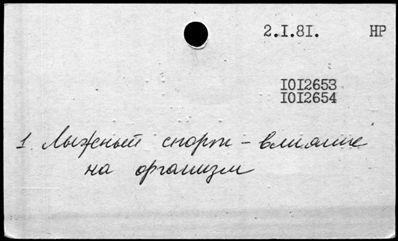 2.I.81. НР
IOI2653
IOI2654
1. Лыжный спорт – влияние
на организм